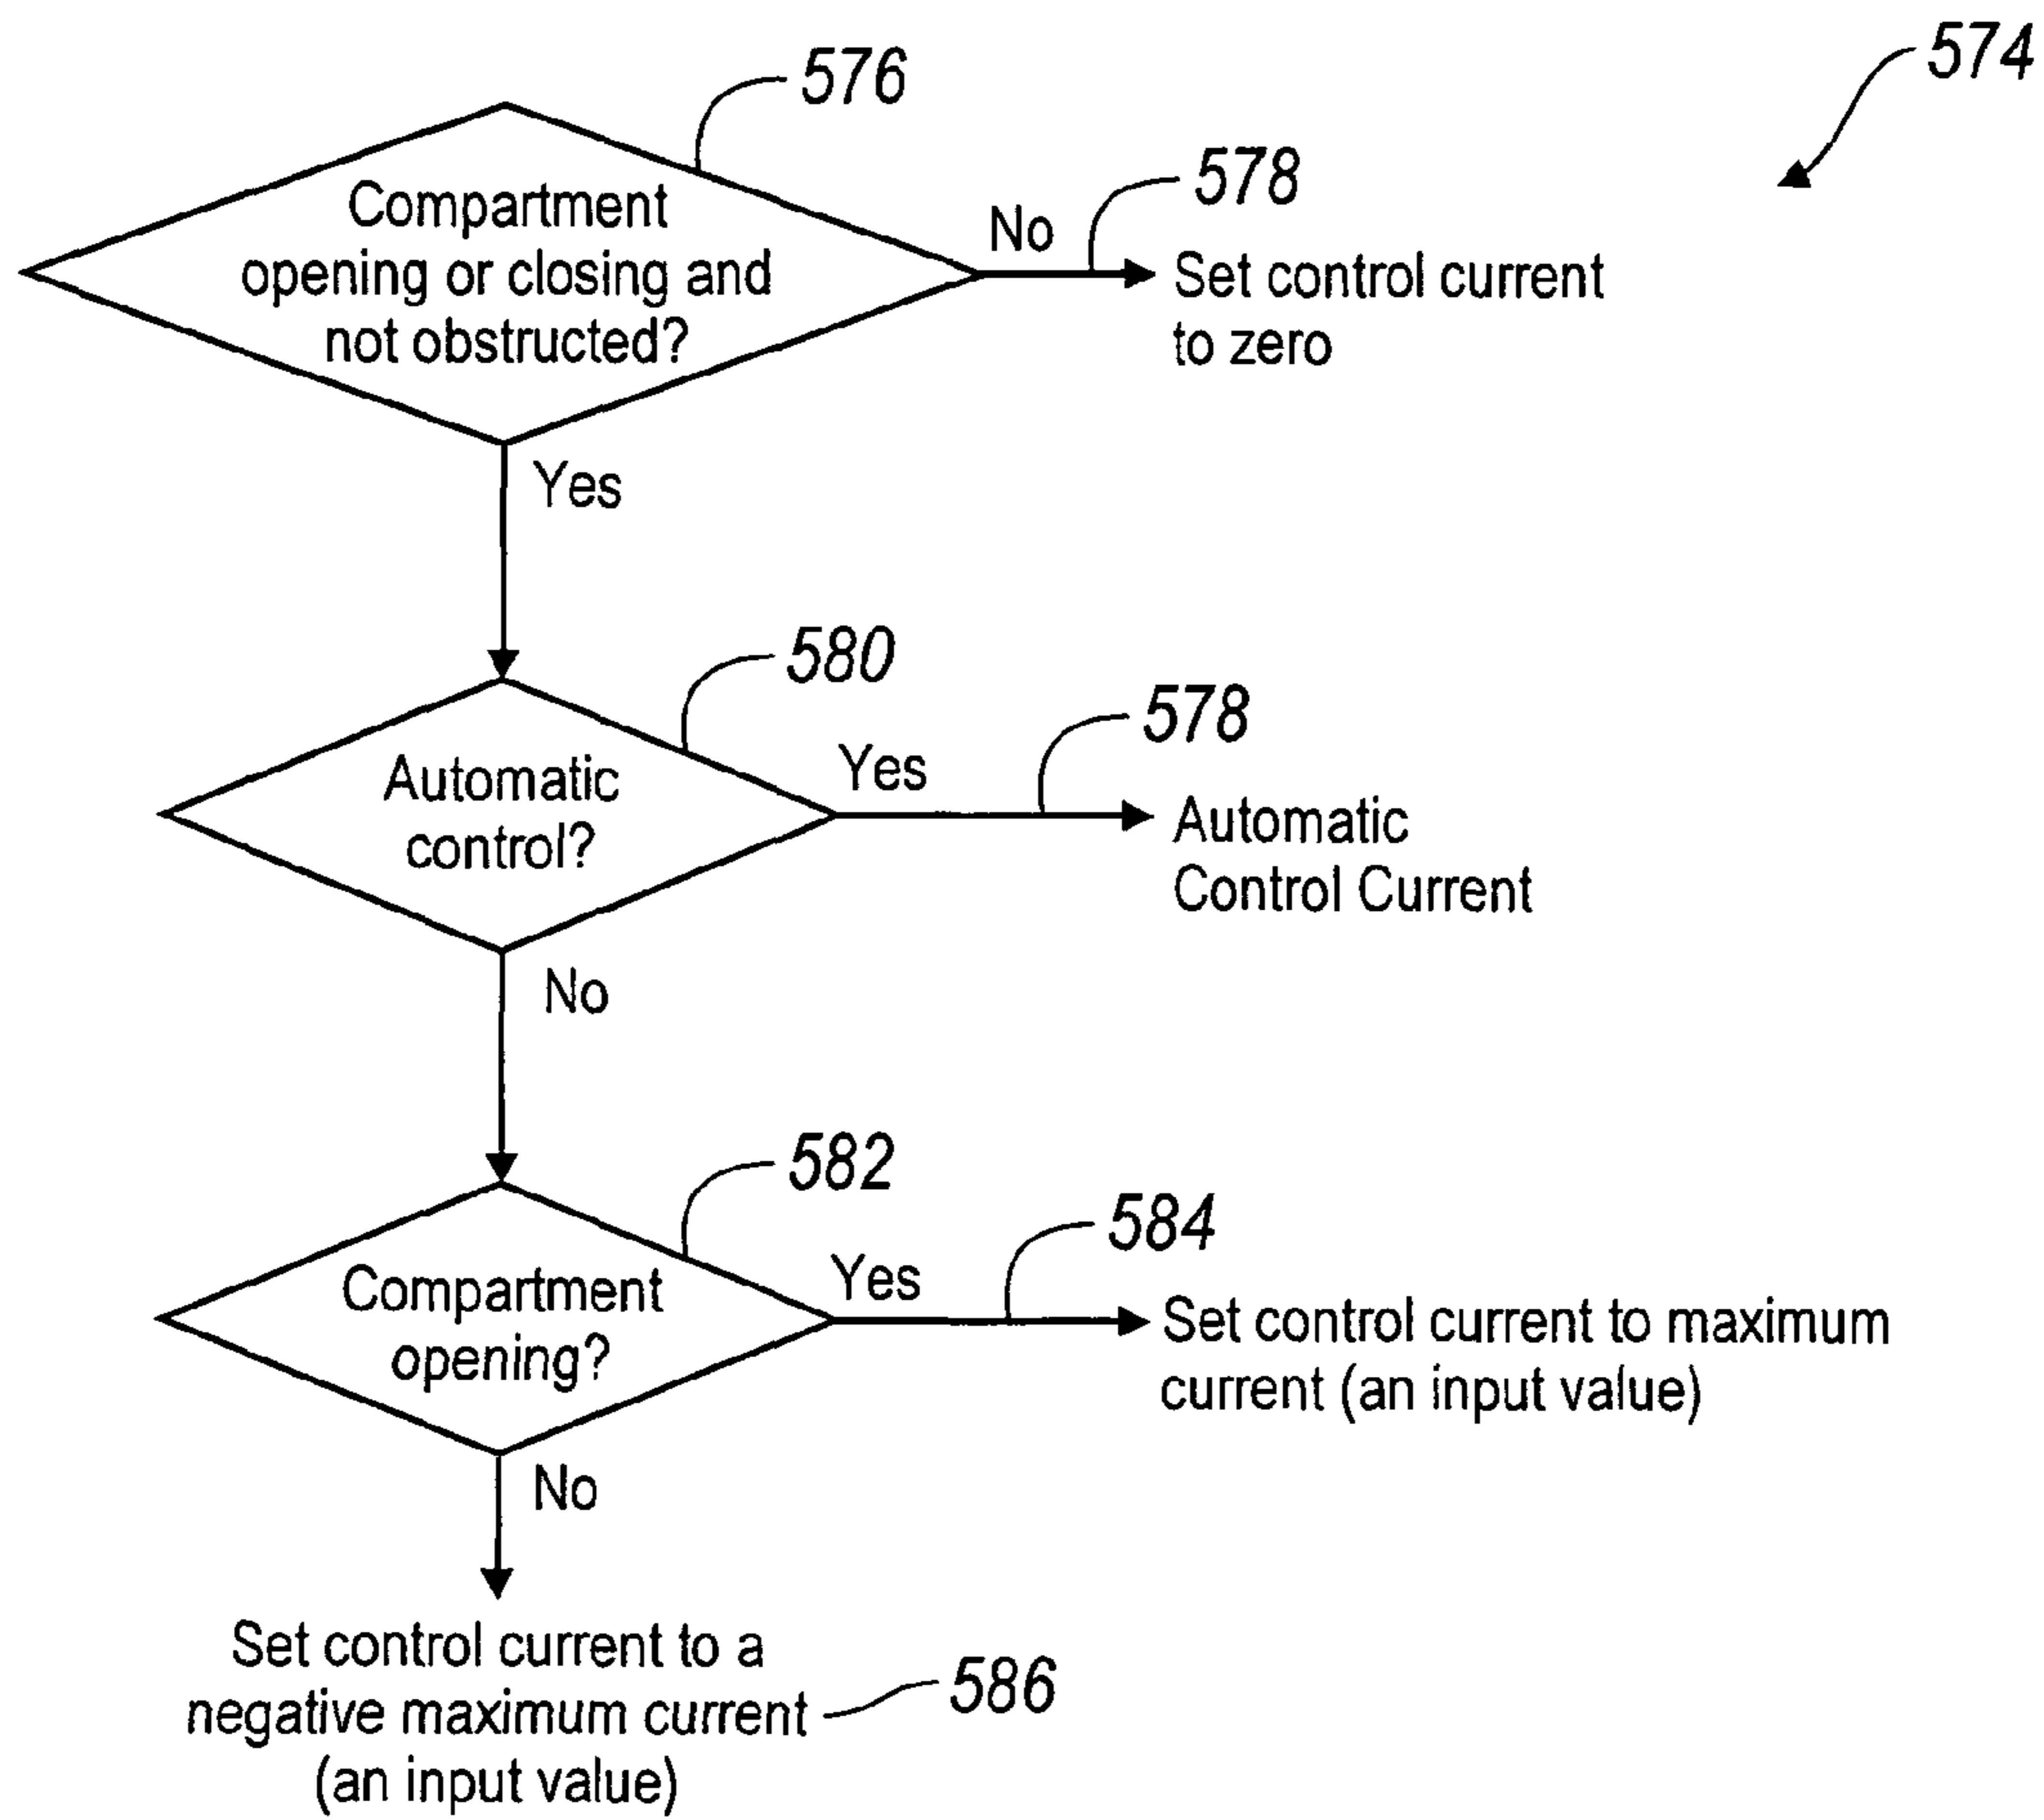 574
576
Compartment
opening or closing and
not obstructed?
No
578
Set control current
to zero
Yes
580
Automatic
control?
Yes
578
Automatic
Control Current
No
582
Compartment
opening?
Yes
584
Set control current to maximum
current (an input value)
No
Set control current to a
negative maximum current
(an input value)
586